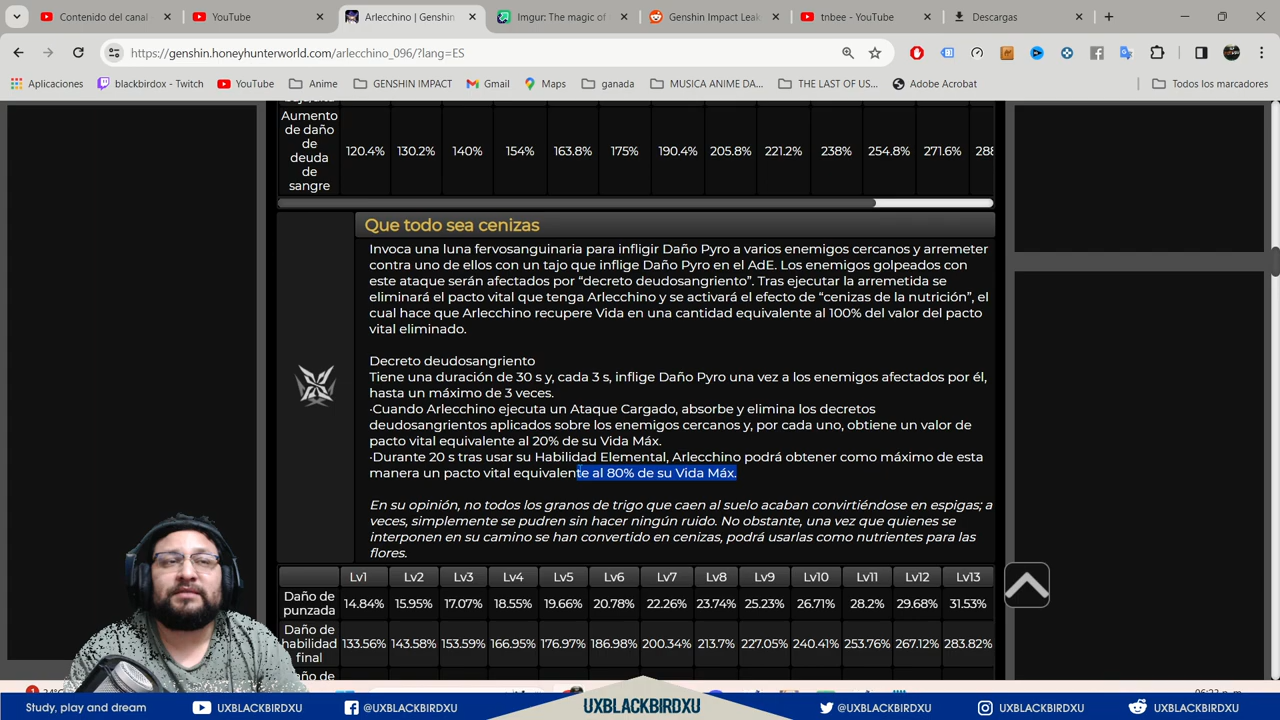 Contenido del canal
YouTube
Arlecchino | Genshin
Imgur: The magic of
Genshin Impact Leak
tnbee - YouTube
Descargas
https://genshin.honeyhunterworld.com/arlecchino_096/?lang=ES
Aplicaciones
blackbirdox - Twitch
YouTube
Anime
GENSHIN IMPACT
Gmail
Maps
ganada
MUSICA ANIME DA...
THE LAST OF US...
Adobe Acrobat
Todos los marcadores
Aumento de daño de deuda de sangre 120.4% 130.2% 140% 154% 163.8% 175% 190.4% 205.8% 221.2% 238% 254.8% 271.6% 288
Que todo sea cenizas
Invoca una luna fervosanguinaria para infligir Daño Pyro a varios enemigos cercanos y arremeter
contra uno de ellos con un tajo que inflige Daño Pyro en el AdE. Los enemigos golpeados con
este ataque serán afectados por “decreto deudosangriento”. Tras ejecutar la arremetida se
eliminará el pacto vital que tenga Arlecchino y se activará el efecto de “cenizas de la nutrición”, el
cual hace que Arlecchino recupere Vida en una cantidad equivalente al 100% del valor del pacto
vital eliminado.
Decreto deudosangriento
Tiene una duración de 30 s y, cada 3 s, inflige Daño Pyro una vez a los enemigos afectados por él,
hasta un máximo de 3 veces.
·Cuando Arlecchino ejecuta un Ataque Cargado, absorbe y elimina los decretos
deudosangrientos aplicados sobre los enemigos cercanos y, por cada uno, obtiene un valor de
pacto vital equivalente al 20% de su Vida Máx.
·Durante 20 s tras usar su Habilidad Elemental, Arlecchino podrá obtener como máximo de esta
manera un pacto vital equivalente al 80% de su Vida Máx.
En su opinión, no todos los granos de trigo que caen al suelo acaban convirtiéndose en espigas; a
veces, simplemente se pudren sin hacer ningún ruido. No obstante, una vez que quienes se
interponen en su camino se han convertido en cenizas, podrá usarlas como nutrientes para las
flores.
Lv1 Lv2 Lv3 Lv4 Lv5 Lv6 Lv7 Lv8 Lv9 Lv10 Lv11 Lv12 Lv13
Daño de punzada 14.84% 15.95% 17.07% 18.55% 19.66% 20.78% 22.26% 23.74% 25.23% 26.71% 28.2% 29.68% 31.53%
Daño de habilidad final 133.56% 143.58% 153.59% 166.95% 176.97% 186.98% 200.34% 213.7% 227.05% 240.41% 253.76% 267.12% 283.82%
Study, play and dream
UXBLACKBIRDXU
@UXBLACKBIRDXU
UXBLACKBIRDXU
@UXBLACKBIRDXU
UXBLACKBIRDXU
UXBLACKBIRDXU